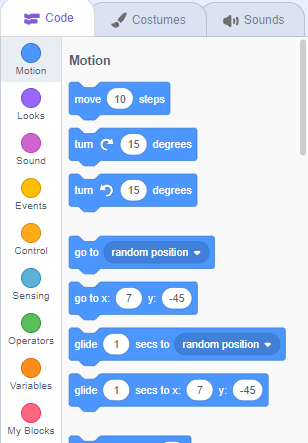 Code Costumes Sounds
Motion
Looks
Sound
Events
Control
Sensing
Operators
Variables
My Blocks
Motion
move 10 steps
turn 15 degrees
turn 15 degrees
go to random position
go to x: 7 y: -45
glide 1 secs to random position
glide 1 secs to x: 7 y: -45